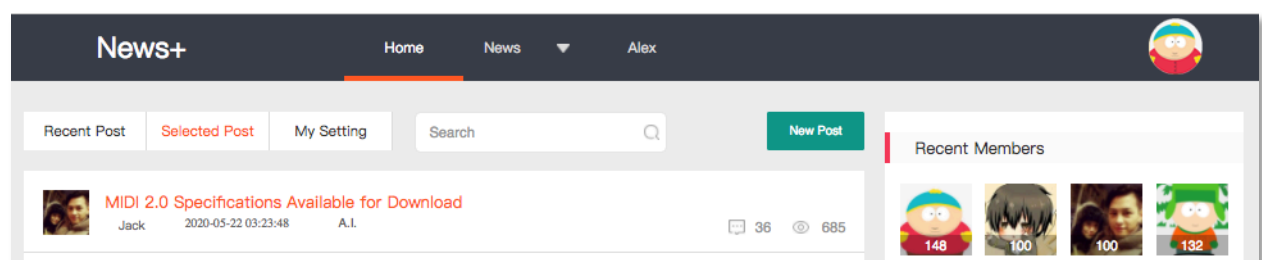 News+ Home News Alex
Recent Post Selected Post My Setting Search New Post
Recent Members
MIDI 2.0 Specifications Available for Download
Jack 2020-05-22 03:23:48 A.I. 36 685
148 100 100 132